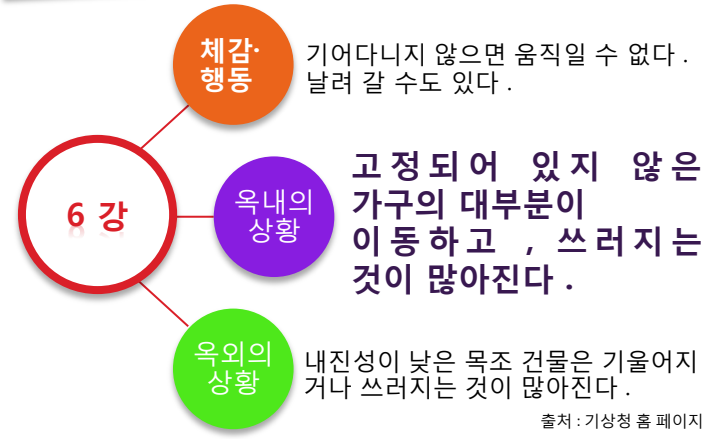 체감·
행동
기어다니지 않으면 움직일 수 없다 .
날려 갈 수도 있다 .
6 강
옥내의
상황
고정되어 있지 않은
가구의 대부분이
이동하고 , 쓰러지는
것이 많아진다 .
옥외의
상황
내진성이 낮은 목조 건물은 기울어지
거나 쓰러지는 것이 많아진다 .
출처 : 기상청 홈 페이지